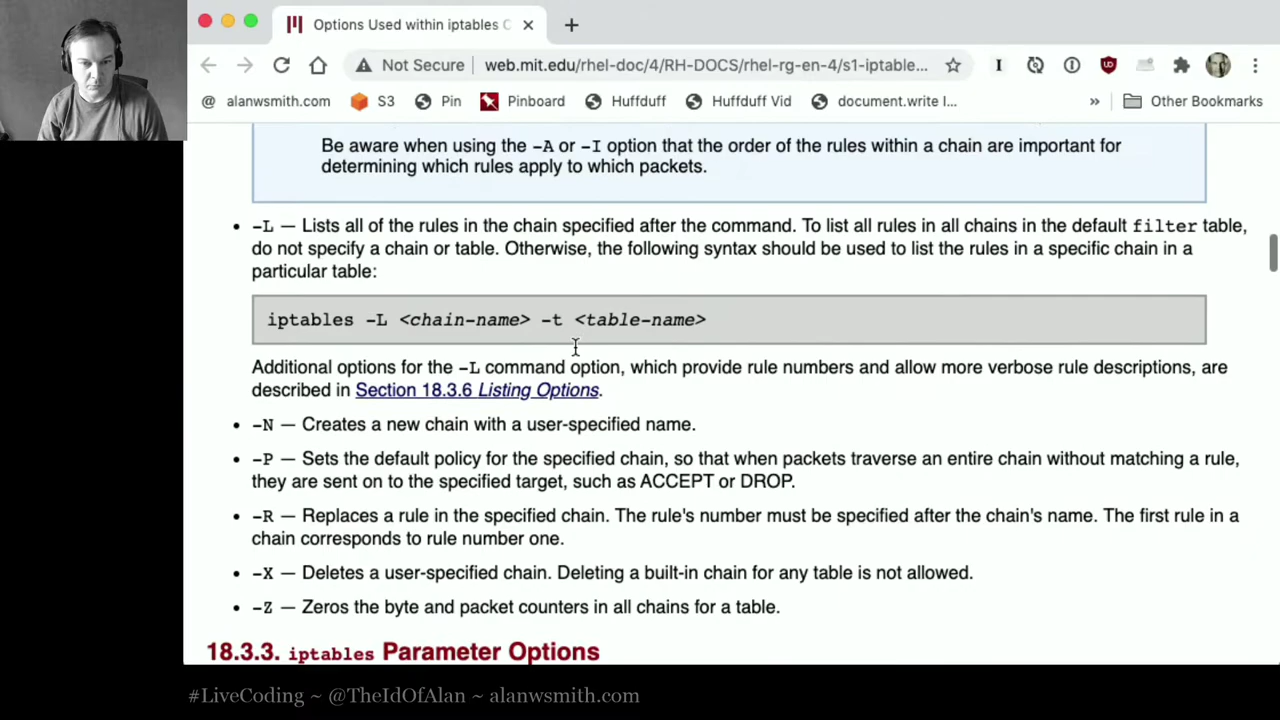 Options Used within iptables C
Not Secure web.mit.edu/rhel-doc/4/RH-DOCS/rhel-rg-en-4/s1-iptable...
@ alanwsmith.com S3 Pin Pinboard Huffduff Huffduff Vid document.write I... » Other Bookmarks
Be aware when using the -A or -I option that the order of the rules within a chain are important for
determining which rules apply to which packets.
• -L — Lists all of the rules in the chain specified after the command. To list all rules in all chains in the default filter table,
do not specify a chain or table. Otherwise, the following syntax should be used to list the rules in a specific chain in a
particular table:
iptables -L <chain-name> -t <table-name>
Additional options for the -L command option, which provide rule numbers and allow more verbose rule descriptions, are
described in Section 18.3.6 Listing Options.
• -N — Creates a new chain with a user-specified name.
• -P — Sets the default policy for the specified chain, so that when packets traverse an entire chain without matching a rule,
they are sent on to the specified target, such as ACCEPT or DROP.
• -R — Replaces a rule in the specified chain. The rule's number must be specified after the chain's name. The first rule in a
chain corresponds to rule number one.
• -X — Deletes a user-specified chain. Deleting a built-in chain for any table is not allowed.
• -Z — Zeros the byte and packet counters in all chains for a table.
18.3.3. iptables Parameter Options
#LiveCoding ~ @TheIdOfAlan ~ alanwsmith.com